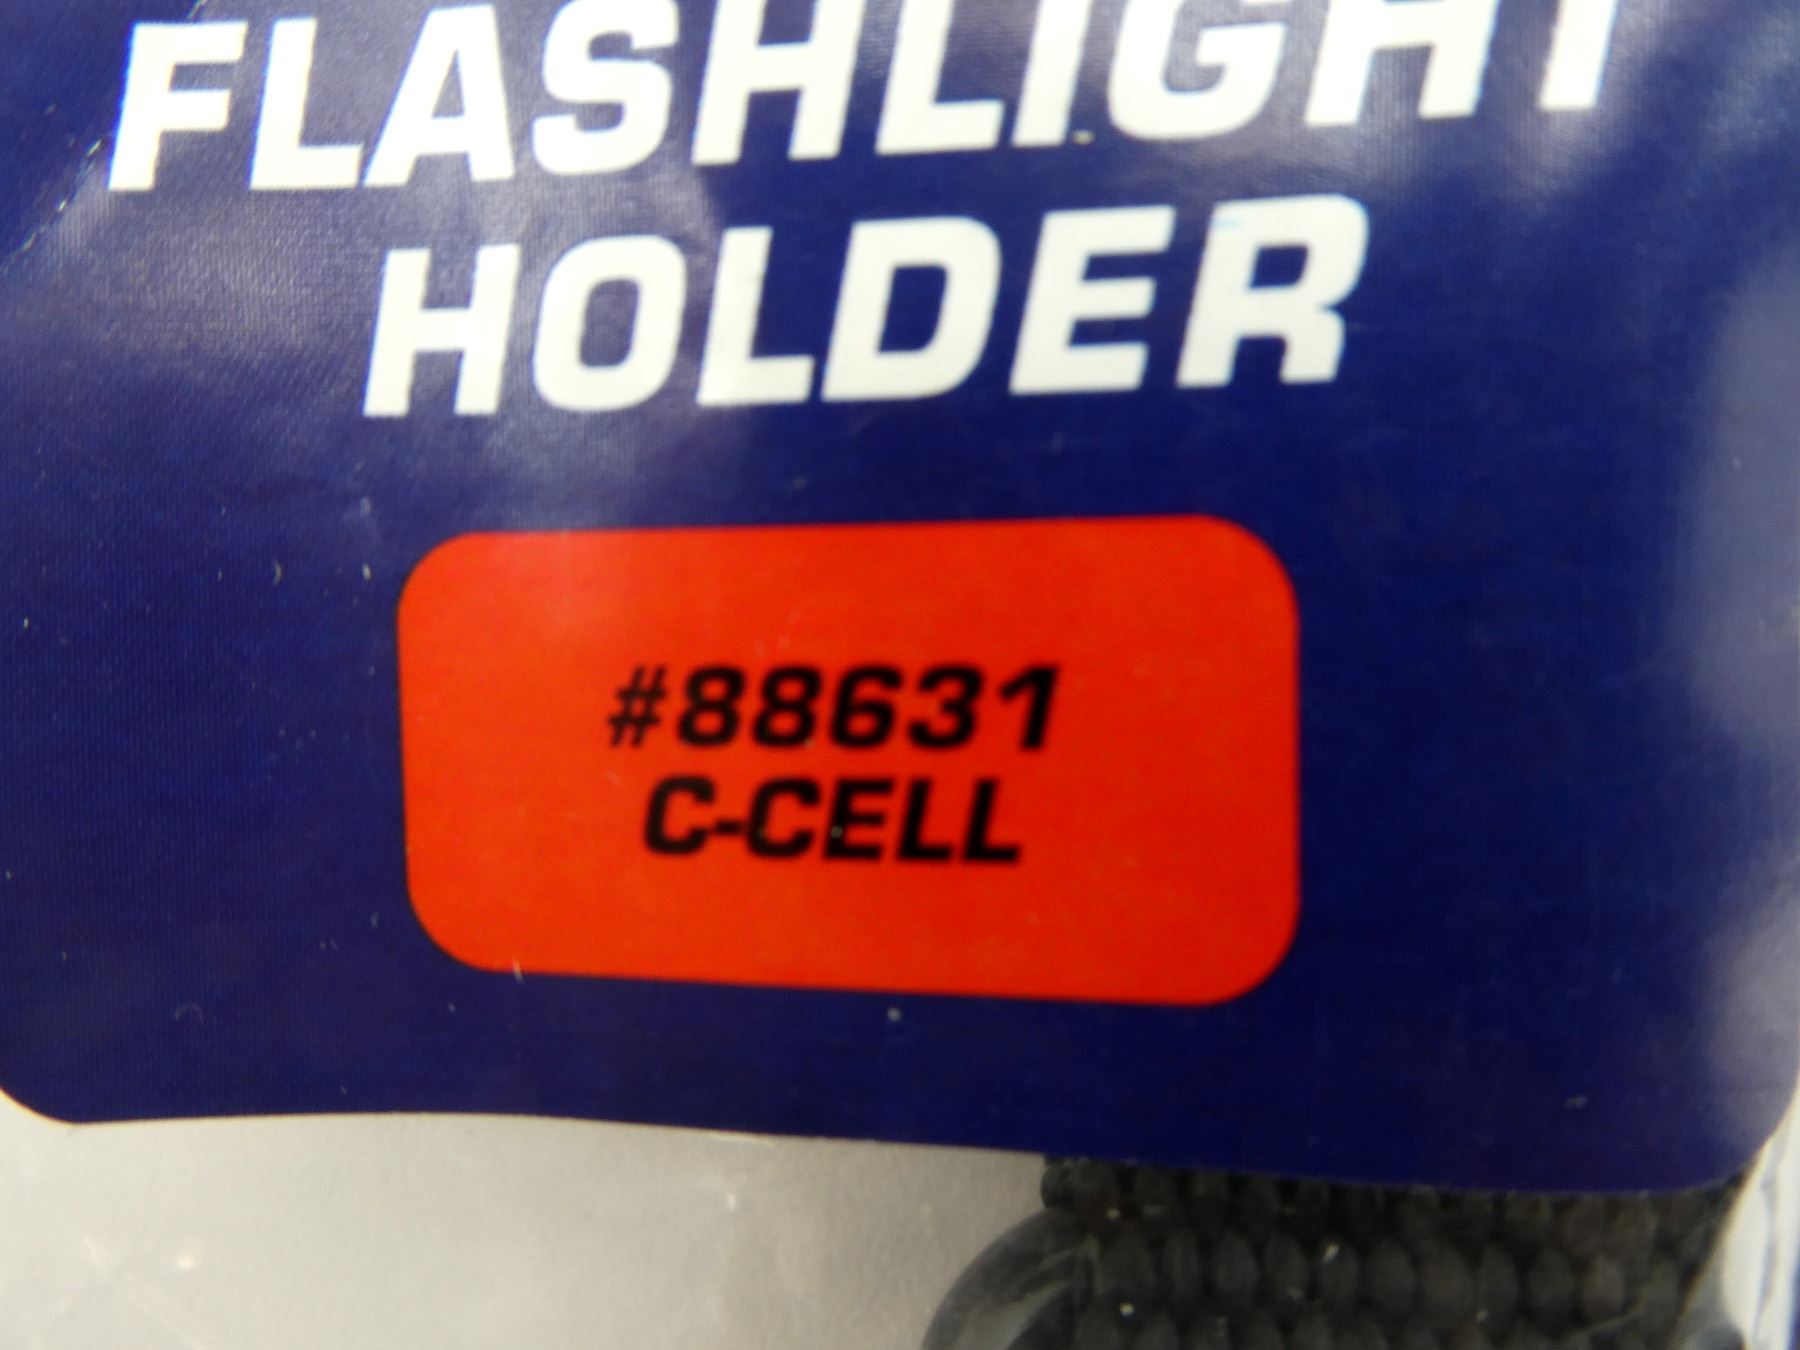 FLASHLIGHT
HOLDER
#88631
C-CELL